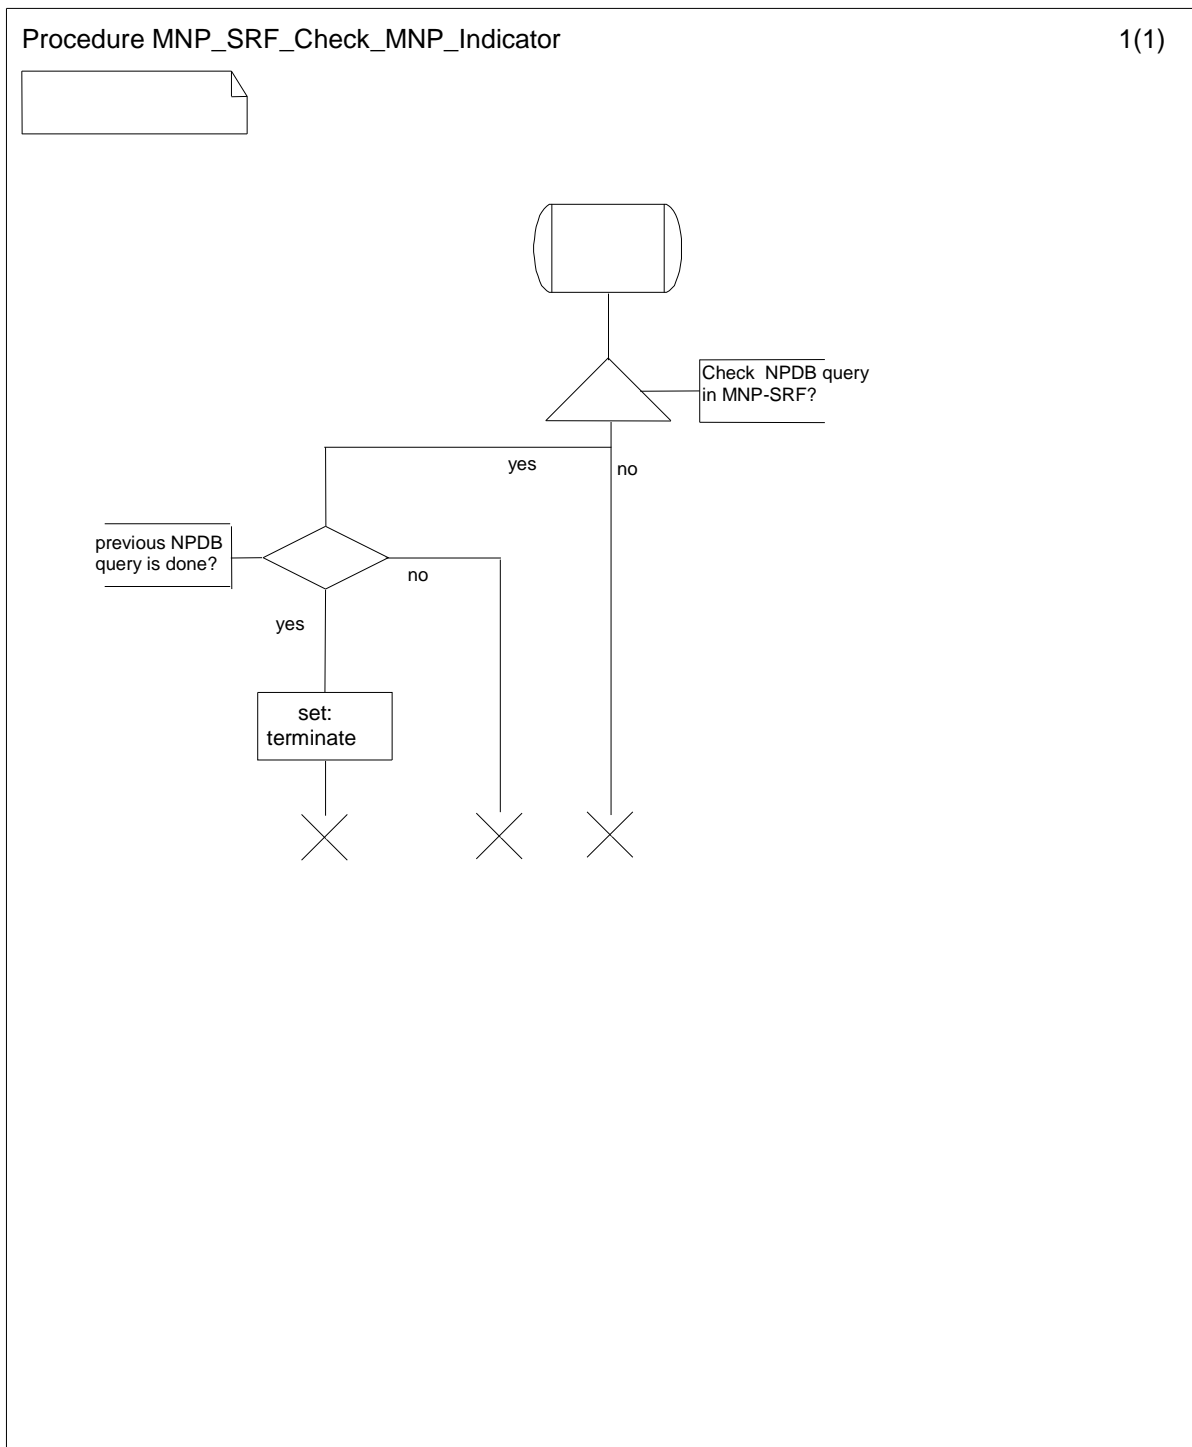 Procedure MNP_SRF_Check_MNP_Indicator
1(1)
Check NPDB query
in MNP-SRF?
yes
no
previous NPDB
query is done?
no
yes
set:
terminate